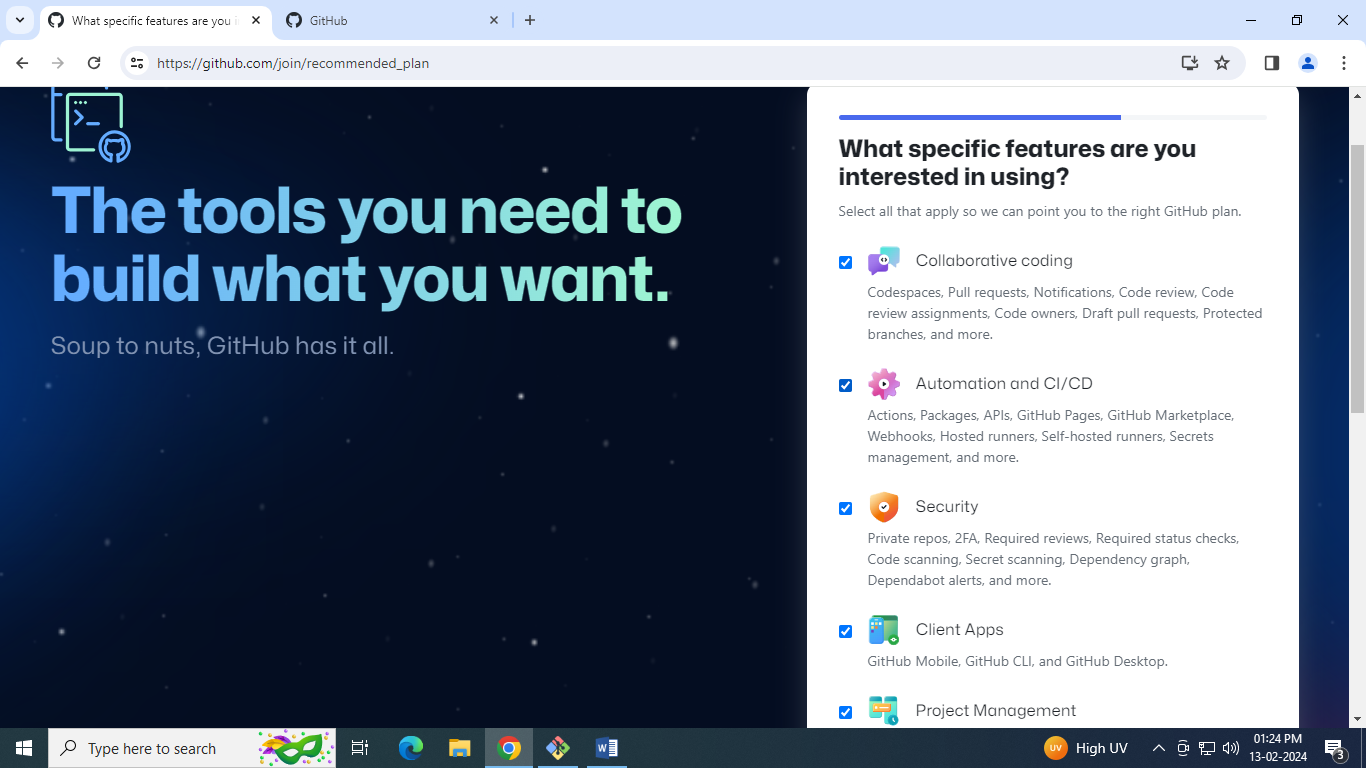 What specific features are you i
GitHub
https://github.com/join/recommended_plan
The tools you need to
build what you want.
Soup to nuts, GitHub has it all.
What specific features are you
interested in using?
Select all that apply so we can point you to the right GitHub plan.
Collaborative coding
Codespaces, Pull requests, Notifications, Code review, Code
review assignments, Code owners, Draft pull requests, Protected
branches, and more.
Automation and CI/CD
Actions, Packages, APIs, GitHub Pages, GitHub Marketplace,
Webhooks, Hosted runners, Self-hosted runners, Secrets
management, and more.
Security
Private repos, 2FA, Required reviews, Required status checks,
Code scanning, Secret scanning, Dependency graph,
Dependabot alerts, and more.
Client Apps
GitHub Mobile, GitHub CLI, and GitHub Desktop.
Project Management
Type here to search
UV
High UV
01:24 PM
13-02-2024
3